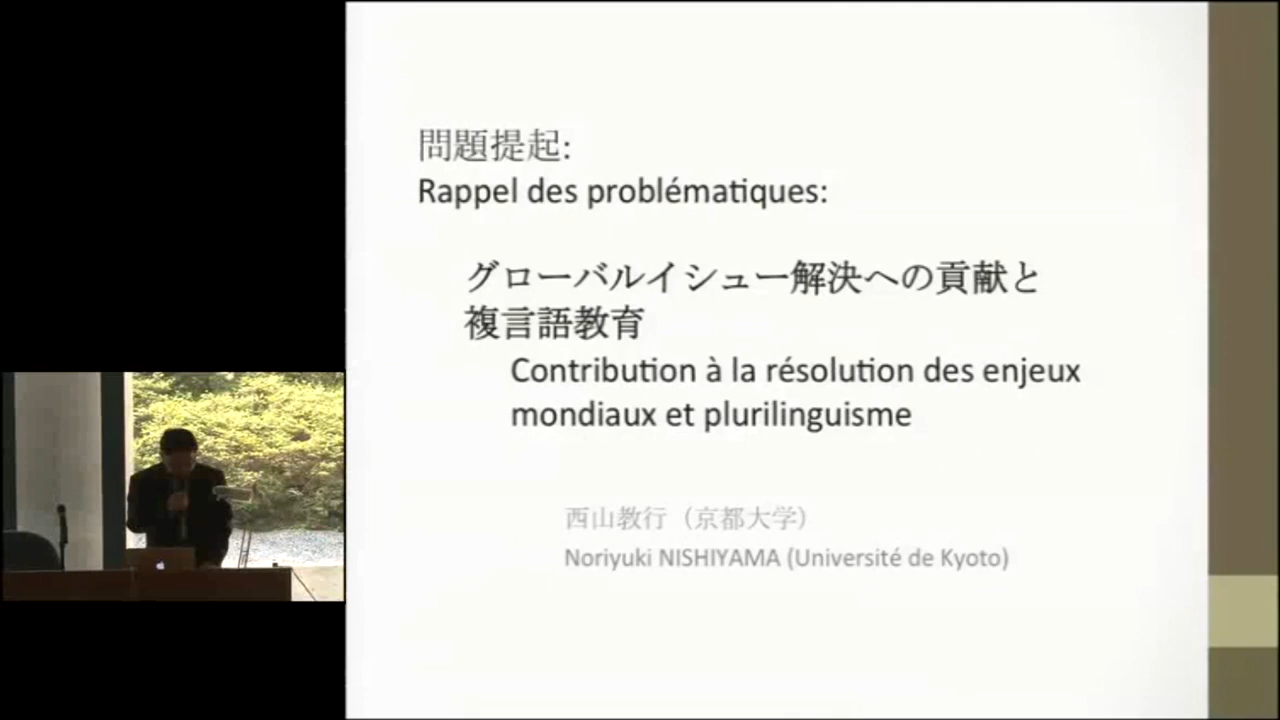 問題提起:
Rappel des problématiques:
グローバルイシュー解決への貢献と
複言語教育
Contribution à la résolution des enjeux
mondiaux et plurilinguisme
西山教行（京都大学）
Noriyuki NISHIYAMA (Université de Kyoto)